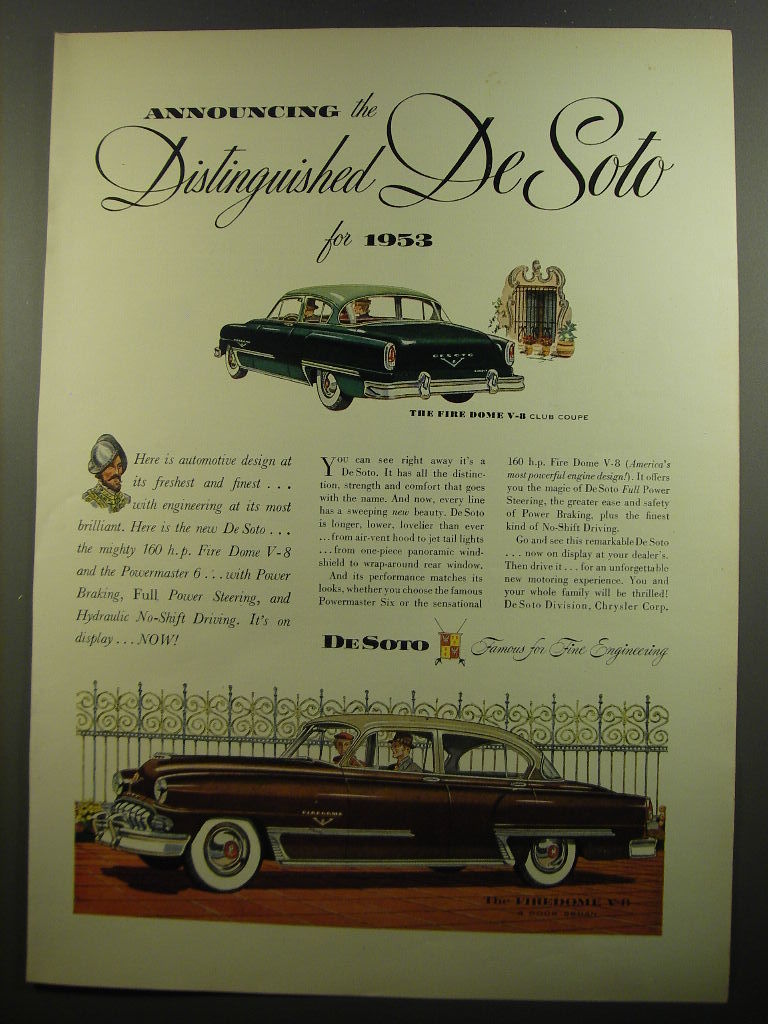 ANNOUNCING the
Distinguished De Soto
for 1953
DESOTO
THE FIRE DOME V-8 CLUB COUPE
Here is automotive design at
its freshest and finest . . .
with engineering at its most
brilliant. Here is the new De Soto . . .
the mighty 160 h.p. Fire Dome V-8
and the Powermaster 6 . . . with Power
Braking, Full Power Steering, and
Hydraulic No-Shift Driving. It's on
display . . . NOW!
YOU can see right away it's a
De Soto. It has all the distinc-
tion, strength and comfort that goes
with the name. And now, every line
has a sweeping new beauty. De Soto
is longer, lower, lovelier than ever
. . . from air-vent hood to jet tail lights
. . . from one-piece panoramic wind-
shield to wrap-around rear window.
And its performance matches its
looks, whether you choose the famous
Powermaster Six or the sensational
160 h.p. Fire Dome V-8 (America's
most powerful engine design!). It offers
you the magic of De Soto Full Power
Steering, the greater ease and safety
of Power Braking, plus the finest
kind of No-Shift Driving.
Go and see this remarkable De Soto
. . . now on display at your dealer's.
Then drive it . . . for an unforgettable
new motoring experience. You and
your whole family will be thrilled!
De Soto Division, Chrysler Corp.
DE SOTO Famous for Fine Engineering
FIREDOME
The FIREDOME V-8
4 DOOR SEDAN